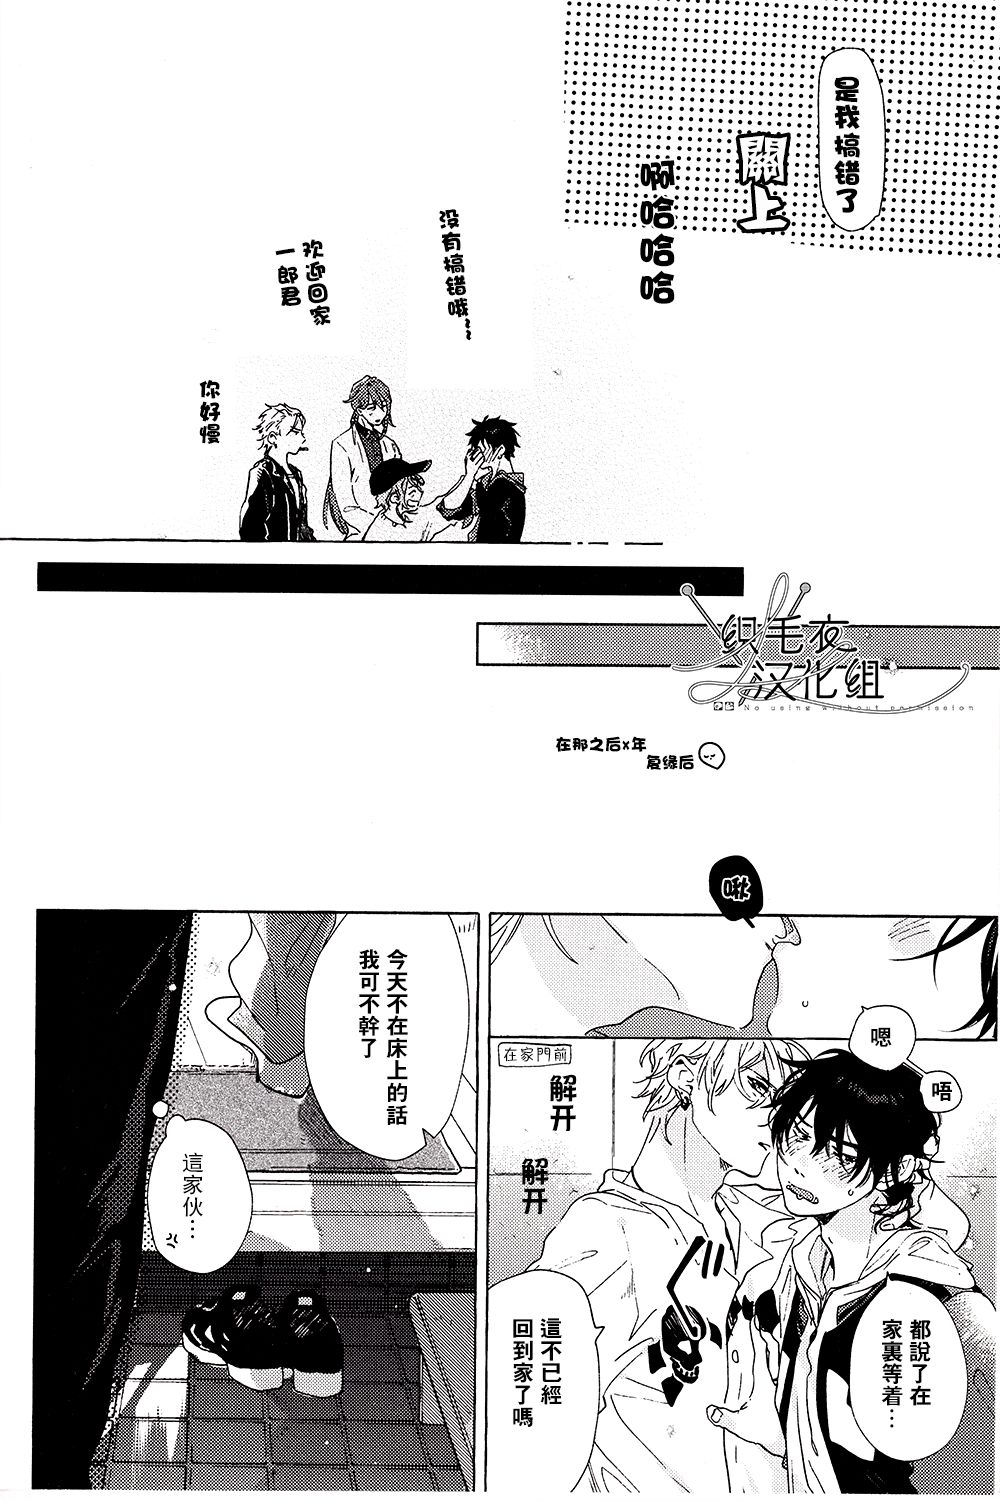 是我搞错了
關上
啊哈哈哈
没有搞错哦~~
欢迎回家
一郎君
你好慢
织毛衣
汉化组
No using without permission
在那之后x年
复缘后
啾
嗯
唔
在家門前
解开
解开
都說了在
家裏等着…
這不已經
回到家了嗎
今天不在床上的話
我可不幹了
這家伙…